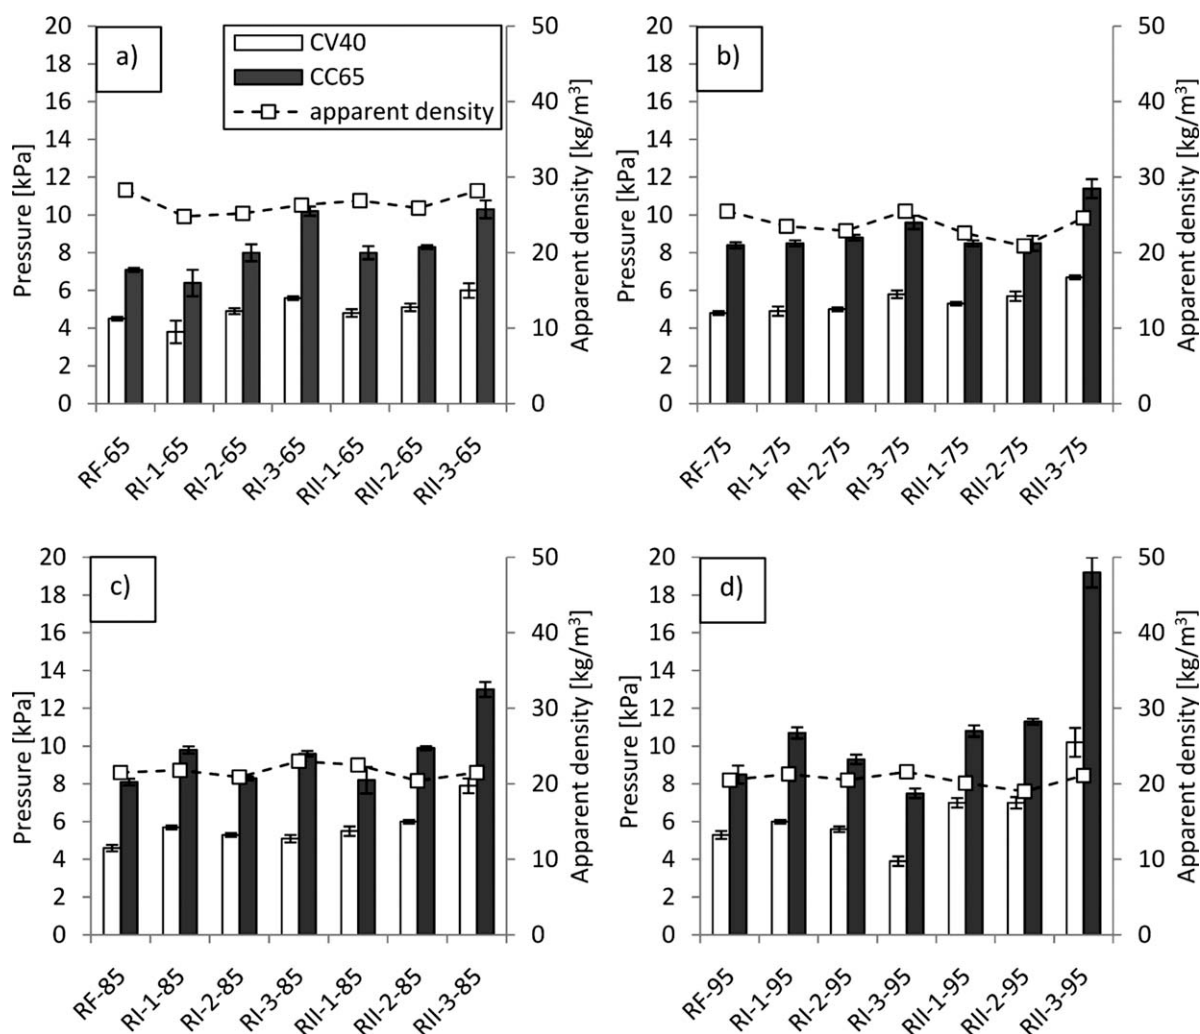 a)
CV40
CC65
apparent density
Pressure [kPa]
20
18
16
14
12
10
8
6
4
2
0
50
40
30
20
10
0
Apparent density [kg/m³]
RF-65
RI-1-65
RI-2-65
RI-3-65
RII-1-65
RII-2-65
RII-3-65
b)
Pressure [kPa]
20
18
16
14
12
10
8
6
4
2
0
50
40
30
20
10
0
Apparent density [kg/m³]
RF-75
RI-1-75
RI-2-75
RI-3-75
RII-1-75
RII-2-75
RII-3-75
c)
Pressure [kPa]
20
18
16
14
12
10
8
6
4
2
0
50
40
30
20
10
0
Apparent density [kg/m³]
RF-85
RI-1-85
RI-2-85
RI-3-85
RII-1-85
RII-2-85
RII-3-85
d)
Pressure [kPa]
20
18
16
14
12
10
8
6
4
2
0
50
40
30
20
10
0
Apparent density [kg/m³]
RF-95
RI-1-95
RI-2-95
RI-3-95
RII-1-95
RII-2-95
RII-3-95